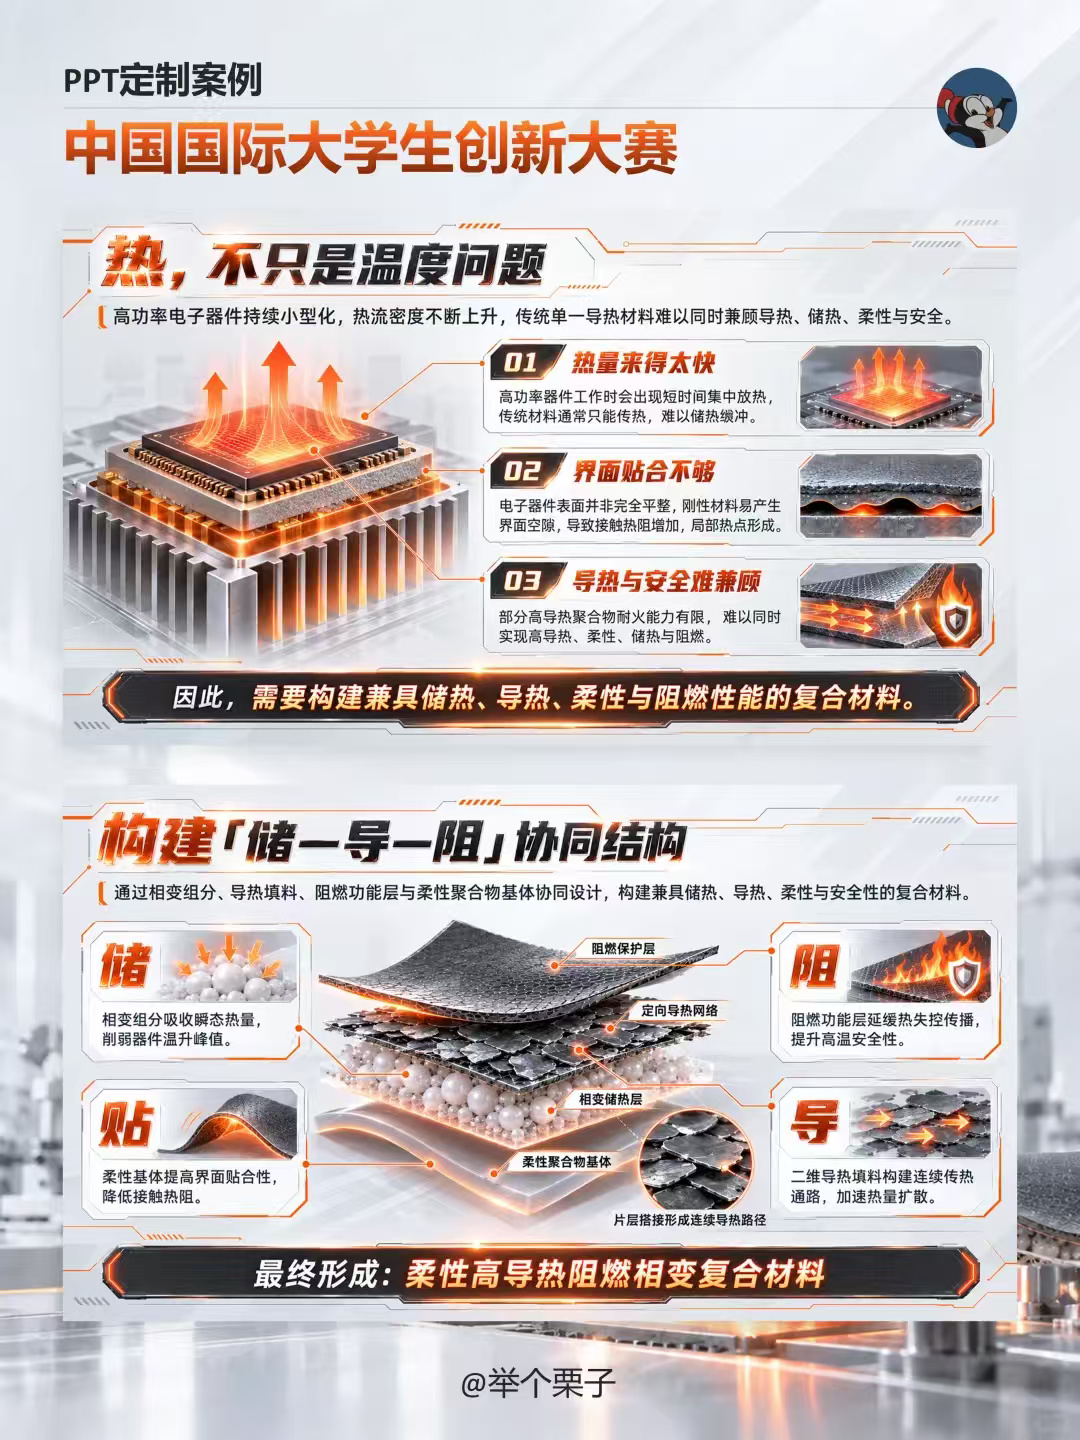 PPT定制案例
中国国际大学生创新大赛
热，不只是温度问题
高功率电子器件持续小型化，热流密度不断上升，传统单一导热材料难以同时兼顾导热、储热、柔性与安全。
01 热量来得太快
高功率器件工作时会出现短时间集中放热，
传统材料通常只能传热，难以储热缓冲。
02 界面贴合不够
电子器件表面并非完全平整，刚性材料易产生
界面空隙，导致接触热阻增加，局部热点形成。
03 导热与安全难兼顾
部分高导热聚合物耐火能力有限，难以同时
实现高导热、柔性、储热与阻燃。
因此，需要构建兼具储热、导热、柔性与阻燃性能的复合材料。
构建「储一导一阻」协同结构
通过相变组分、导热填料、阻燃功能层与柔性聚合物基体协同设计，构建兼具储热、导热、柔性与安全性的复合材料。
储
相变组分吸收瞬态热量，
削弱器件温升峰值。
贴
柔性基体提高界面贴合性，
降低接触热阻。
阻燃保护层
定向导热网络
相变储热层
柔性聚合物基体
片层搭接形成连续导热路径
阻
阻燃功能层延缓热失控传播，
提升高温安全性。
导
二维导热填料构建连续传热
通路，加速热量扩散。
最终形成：柔性高导热阻燃相变复合材料
@举个栗子